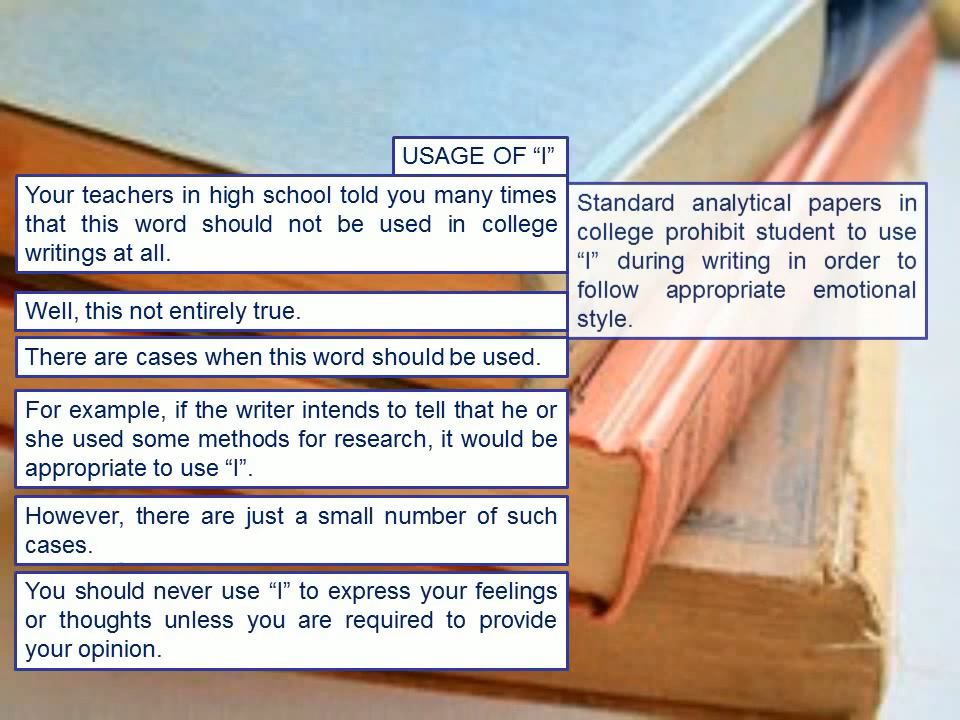 USAGE OF “I”
Your teachers in high school told you many times
that this word should not be used in college
writings at all.
Well, this not entirely true.
There are cases when this word should be used.
For example, if the writer intends to tell that he or
she used some methods for research, it would be
appropriate to use “I”.
However, there are just a small number of such
cases.
You should never use “I” to express your feelings
or thoughts unless you are required to provide
your opinion.
Standard analytical papers in
college prohibit student to use
“I” during writing in order to
follow appropriate emotional
style.